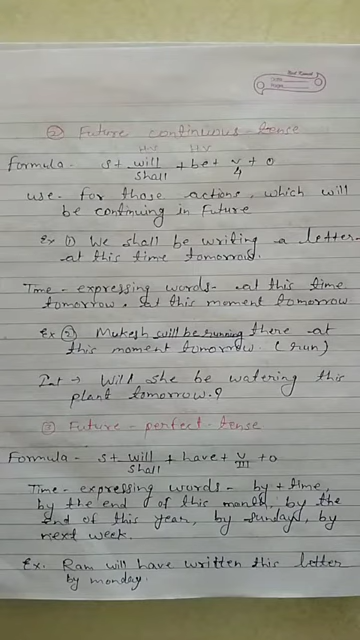 ② Future continuous tense
H.V H.V
Formula - S + will/shall + be + V/4 + O
use - for those actions, which will
be continuing in Future
Ex ① We shall be writing a letter
at this time tomorrow.
Time - expressing words - at this time
tomorrow, at this moment tomorrow
Ex ② Mukesh will be running there at
this moment tomorrow. (run)
Int → Will she be watering this
plant tomorrow?
③ Future - perfect tense
Formula - S + will/shall + have + V/III + O
Time - expressing words - by + time,
by the end of this month, by the
end of this year, by Sunday, by
next week.
Ex. Ram will have written this letter
by monday.